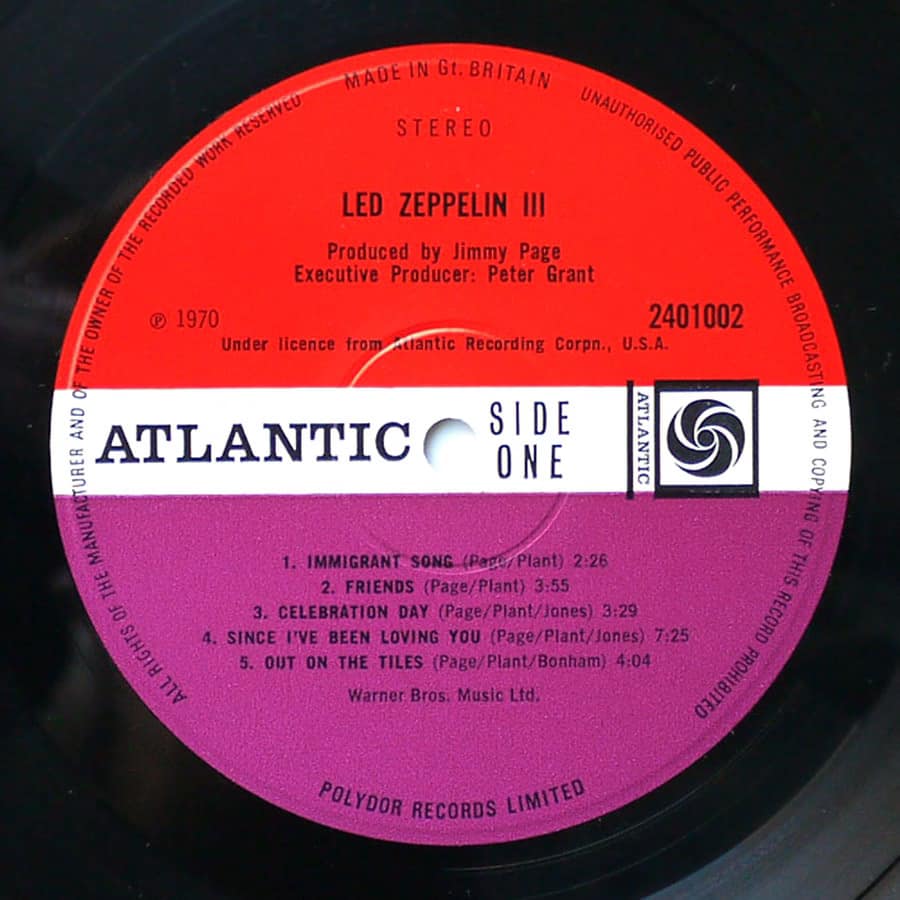 MADE IN Gt. BRITAIN
UNAUTHORISED PUBLIC PERFORMANCE BROADCASTING AND COPYING OF THIS RECORD PROHIBITED
ALL RIGHTS OF THE MANUFACTURER AND OF THE OWNER OF THE RECORDED WORK RESERVED
STEREO
LED ZEPPELIN III
Produced by Jimmy Page
Executive Producer: Peter Grant
℗ 1970
2401002
Under licence from Atlantic Recording Corpn., U.S.A.
ATLANTIC
SIDE
ONE
ATLANTIC
1. IMMIGRANT SONG (Page/Plant) 2:26
2. FRIENDS (Page/Plant) 3:55
3. CELEBRATION DAY (Page/Plant/Jones) 3:29
4. SINCE I'VE BEEN LOVING YOU (Page/Plant/Jones) 7:25
5. OUT ON THE TILES (Page/Plant/Bonham) 4:04
Warner Bros. Music Ltd.
POLYDOR RECORDS LIMITED